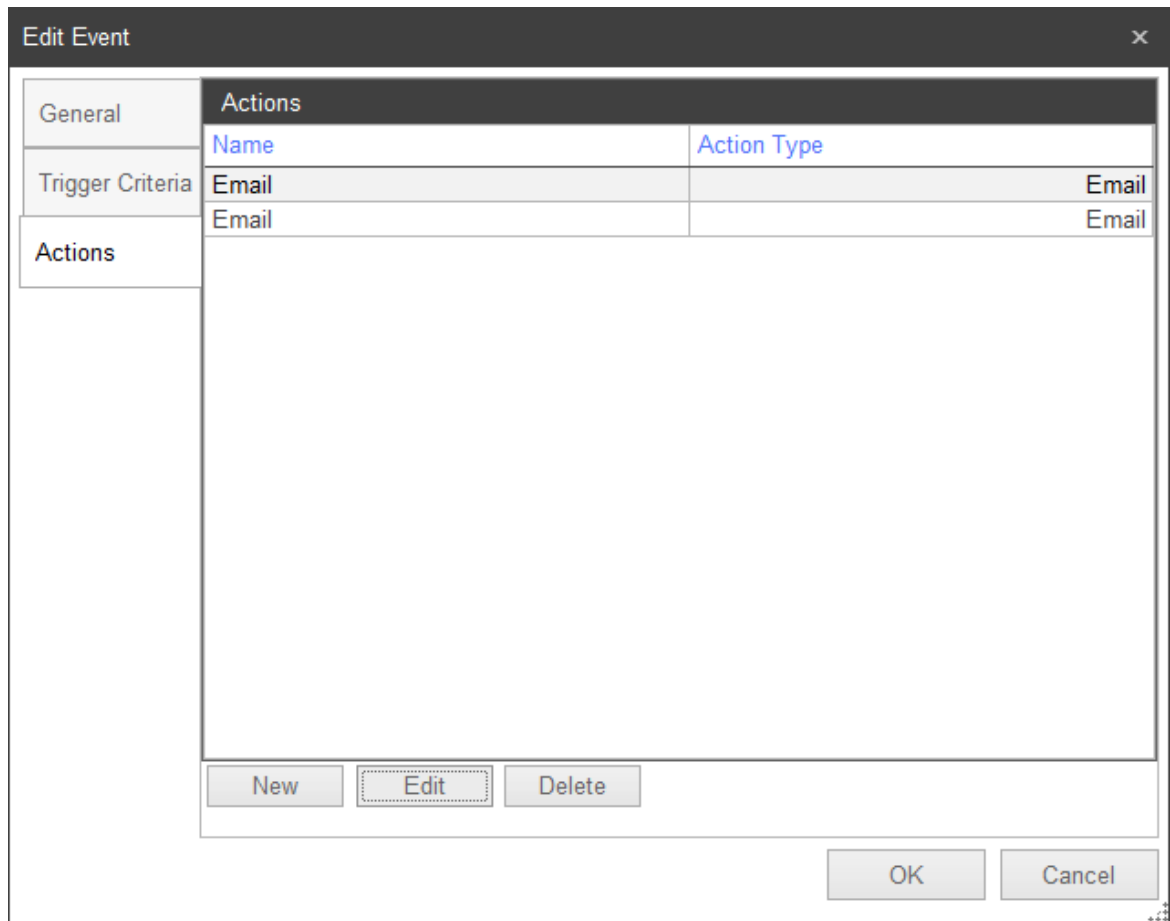 Edit Event
General
Trigger Criteria
Actions
Actions
Name Action Type
Email Email
Email Email
New Edit Delete
OK Cancel